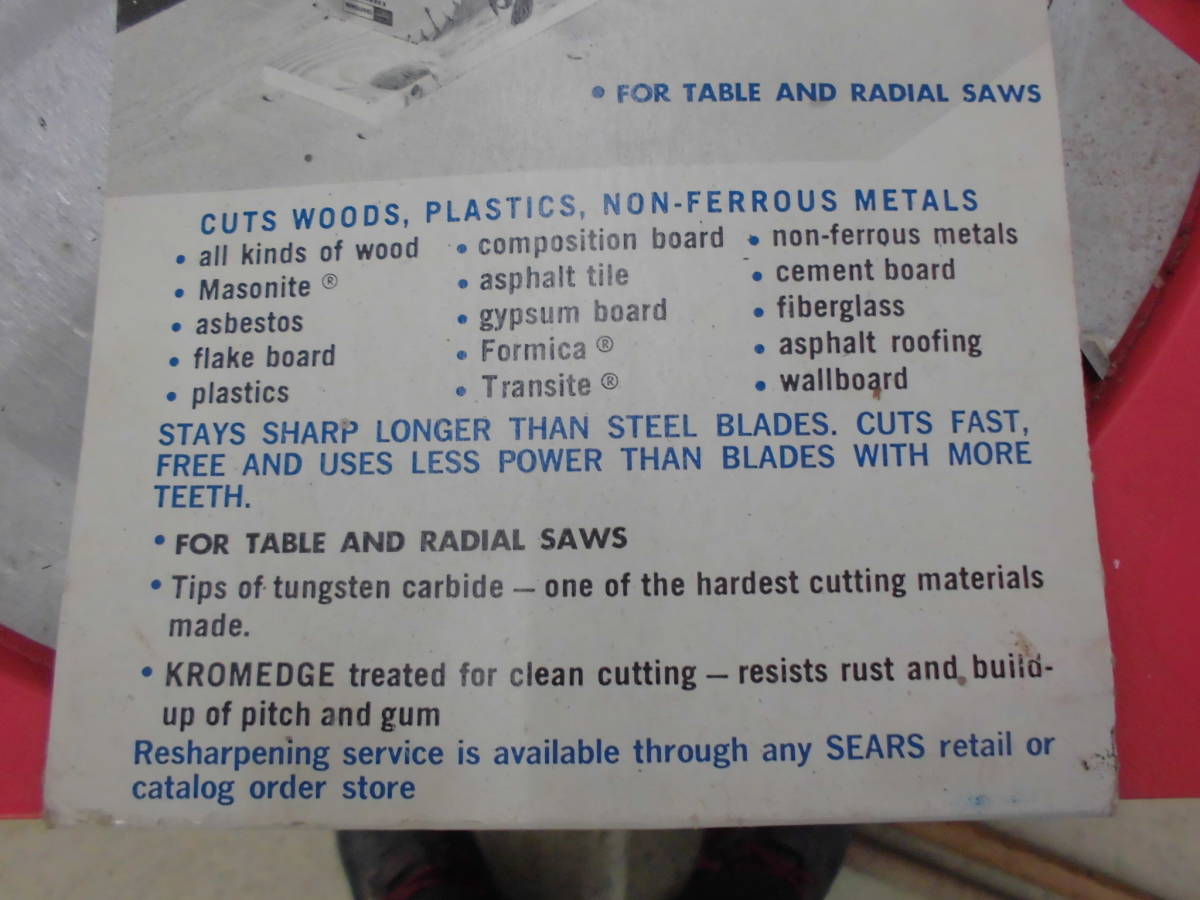 • FOR TABLE AND RADIAL SAWS
CUTS WOODS, PLASTICS, NON-FERROUS METALS
• all kinds of wood
• Masonite ®
• asbestos
• flake board
• plastics
• composition board
• asphalt tile
• gypsum board
• Formica ®
• Transite ®
• non-ferrous metals
• cement board
• fiberglass
• asphalt roofing
• wallboard
STAYS SHARP LONGER THAN STEEL BLADES. CUTS FAST,
FREE AND USES LESS POWER THAN BLADES WITH MORE
TEETH.
• FOR TABLE AND RADIAL SAWS
• Tips of tungsten carbide — one of the hardest cutting materials
made.
• KROMEDGE treated for clean cutting — resists rust and build-
up of pitch and gum
Resharpening service is available through any SEARS retail or
catalog order store